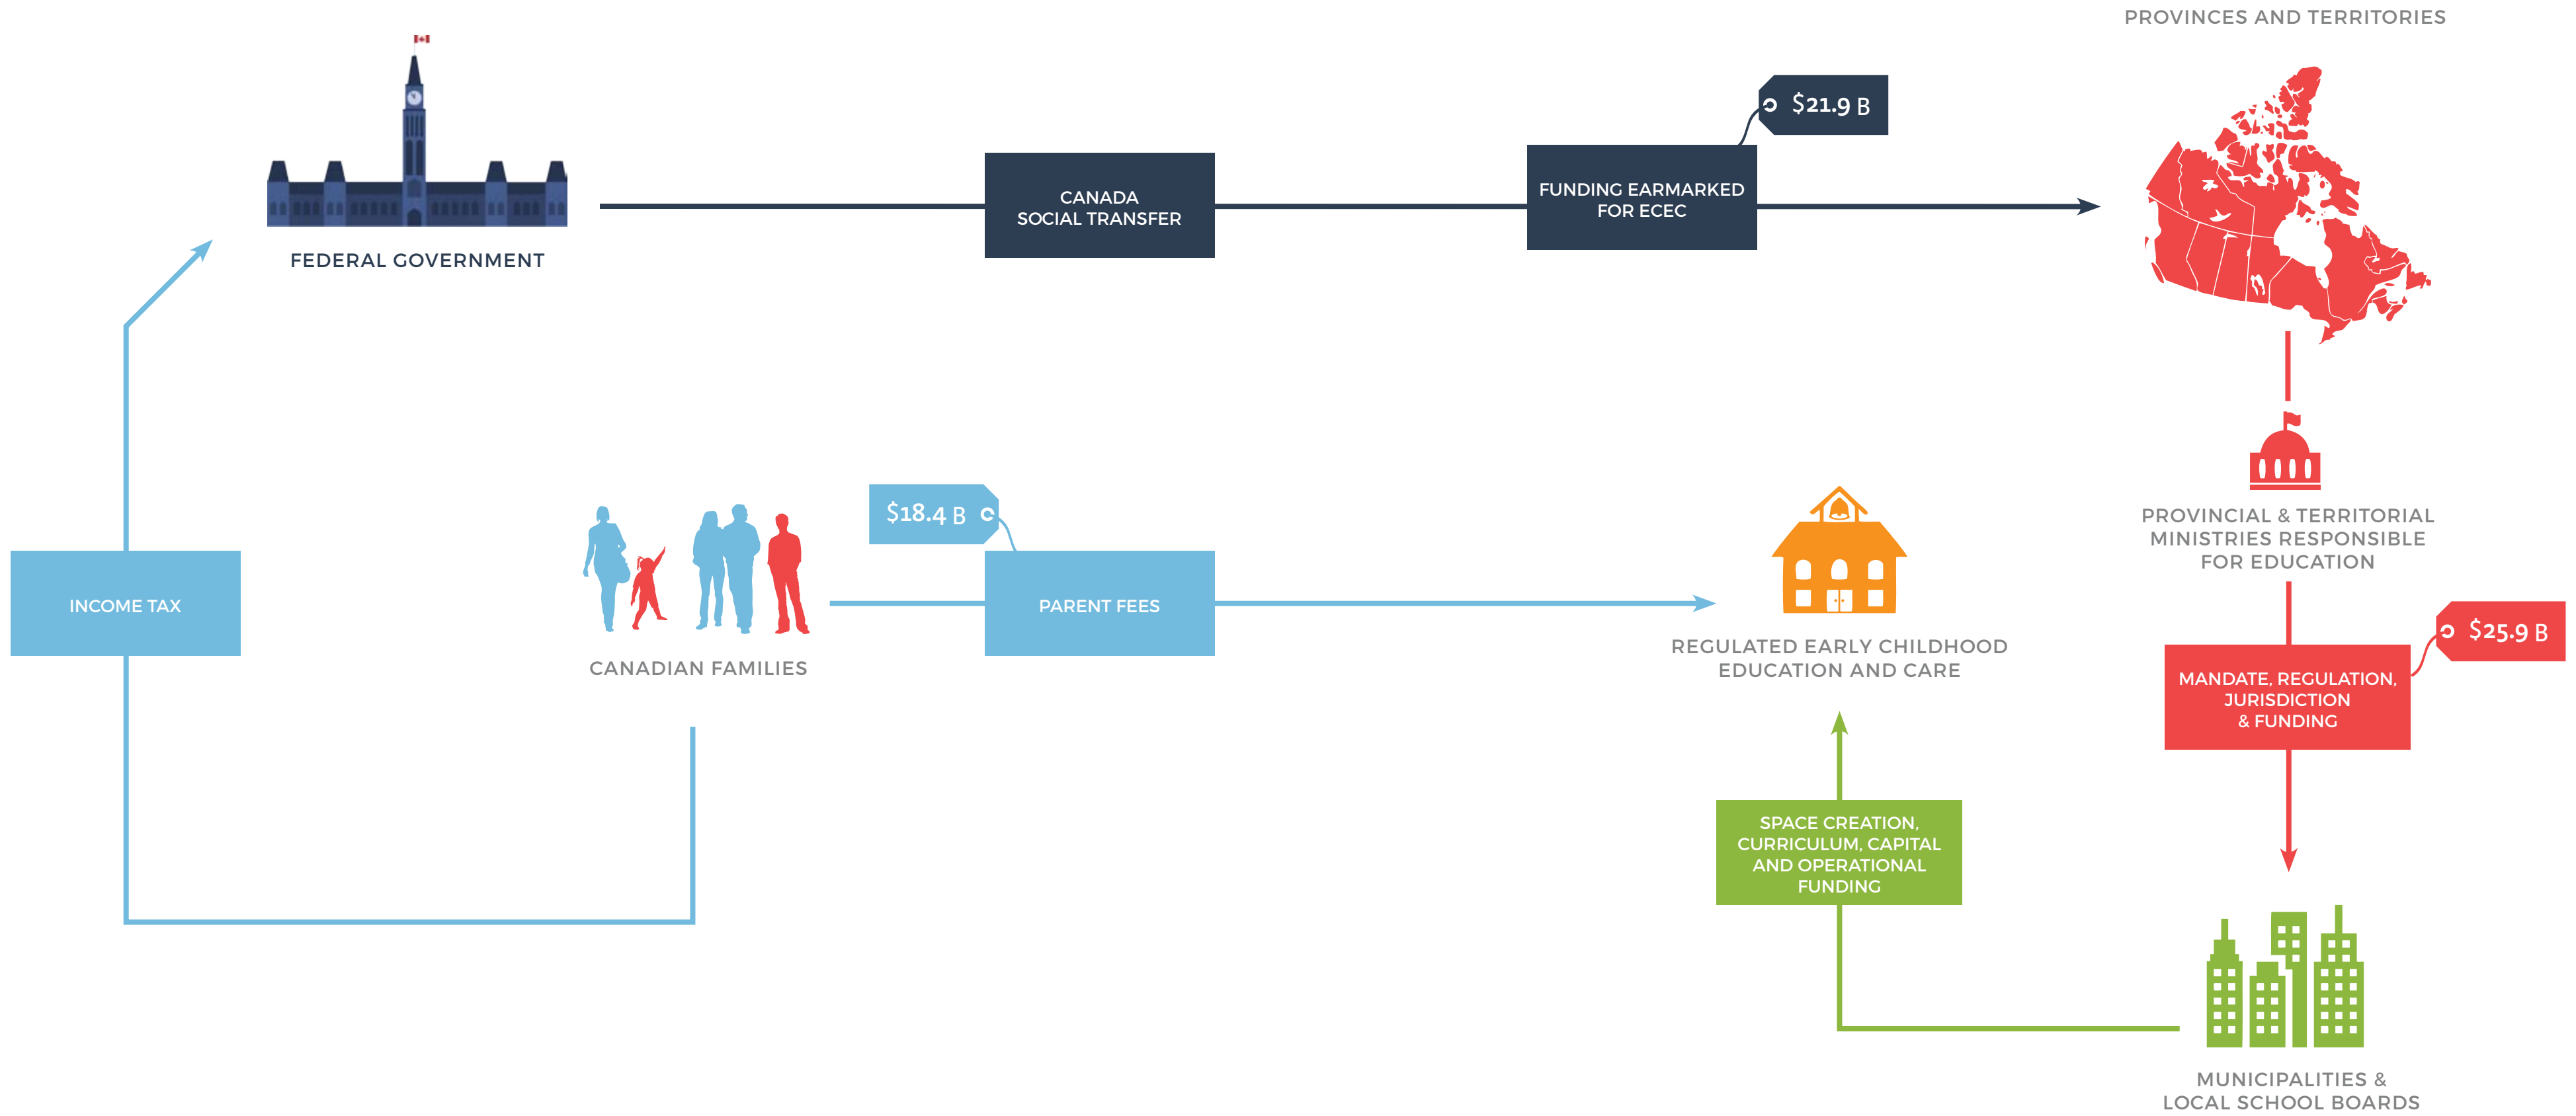 PROVINCES AND TERRITORIES
$21.9 B
CANADA
SOCIAL TRANSFER
FUNDING EARMARKED
FOR ECEC
FEDERAL GOVERNMENT
$18.4 B
PROVINCIAL & TERRITORIAL
MINISTRIES RESPONSIBLE
FOR EDUCATION
INCOME TAX
PARENT FEES
CANADIAN FAMILIES
REGULATED EARLY CHILDHOOD
EDUCATION AND CARE
$25.9 B
MANDATE, REGULATION,
JURISDICTION
& FUNDING
SPACE CREATION,
CURRICULUM, CAPITAL
AND OPERATIONAL
FUNDING
MUNICIPALITIES &
LOCAL SCHOOL BOARDS